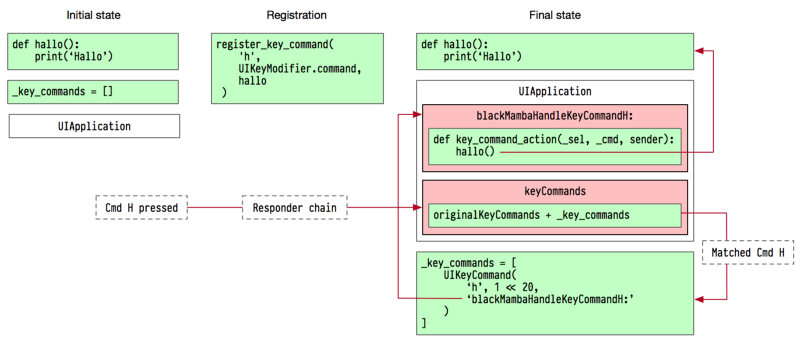 Initial state
def hallo():
    print(‘Hallo’)
_key_commands = []
UIApplication
Registration
register_key_command(
    'h',
    UIKeyModifier.command,
    hallo
)
Final state
def hallo():
    print(‘Hallo’)
UIApplication
blackMambaHandleKeyCommandH:
def key_command_action(_sel, _cmd, sender):
    hallo()
keyCommands
originalKeyCommands + _key_commands
Cmd H pressed
Responder chain
Matched Cmd H
_key_commands = [
    UIKeyCommand(
        ‘h’, 1 << 20,
        ‘blackMambaHandleKeyCommandH:’
    )
]